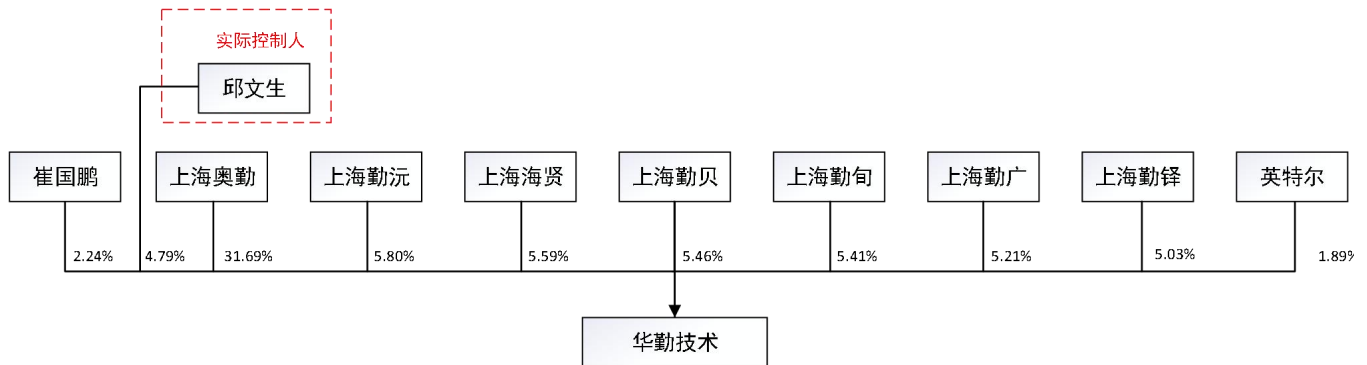 实际控制人
邱文生
崔国鹏
上海奥勤
上海勤沅
上海海贤
上海勤贝
上海勤旬
上海勤广
上海勤铎
英特尔
2.24%
4.79%
31.69%
5.80%
5.59%
5.46%
5.41%
5.21%
5.03%
1.89%
华勤技术